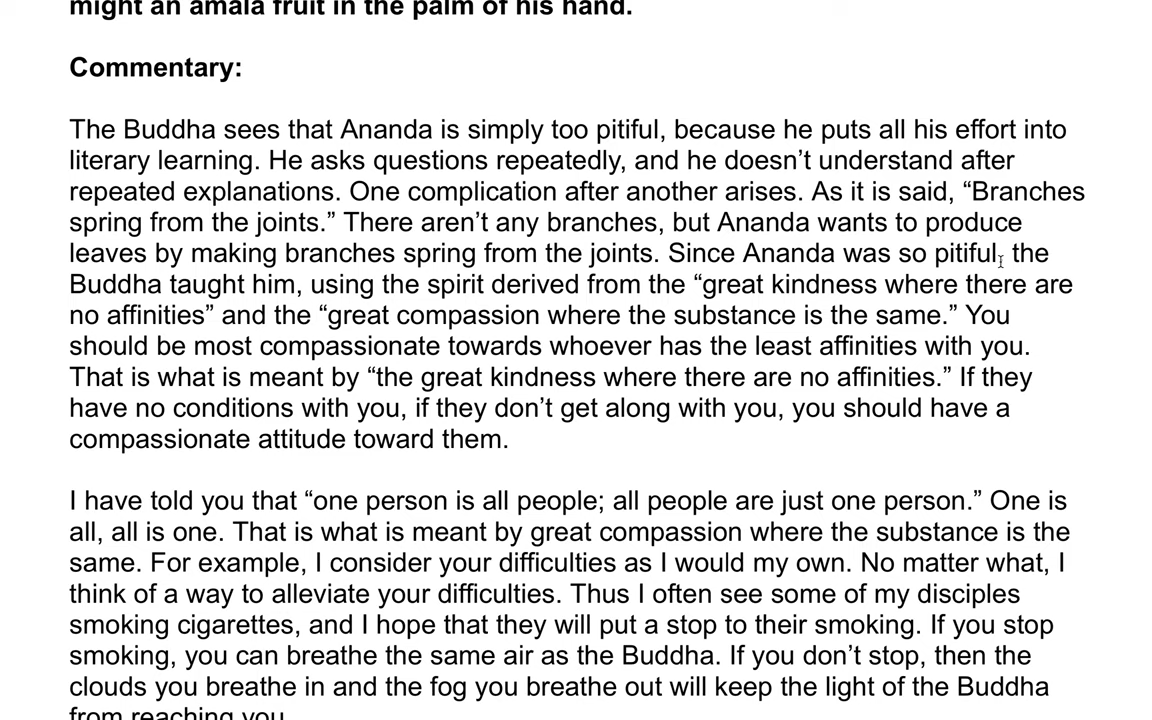 might an amala fruit in the palm of his hand.
Commentary:
The Buddha sees that Ananda is simply too pitiful, because he puts all his effort into
literary learning. He asks questions repeatedly, and he doesn’t understand after
repeated explanations. One complication after another arises. As it is said, “Branches
spring from the joints.” There aren’t any branches, but Ananda wants to produce
leaves by making branches spring from the joints. Since Ananda was so pitiful, the
Buddha taught him, using the spirit derived from the “great kindness where there are
no affinities” and the “great compassion where the substance is the same.” You
should be most compassionate towards whoever has the least affinities with you.
That is what is meant by “the great kindness where there are no affinities.” If they
have no conditions with you, if they don’t get along with you, you should have a
compassionate attitude toward them.
I have told you that “one person is all people; all people are just one person.” One is
all, all is one. That is what is meant by great compassion where the substance is the
same. For example, I consider your difficulties as I would my own. No matter what, I
think of a way to alleviate your difficulties. Thus I often see some of my disciples
smoking cigarettes, and I hope that they will put a stop to their smoking. If you stop
smoking, you can breathe the same air as the Buddha. If you don’t stop, then the
clouds you breathe in and the fog you breathe out will keep the light of the Buddha
from reaching you.